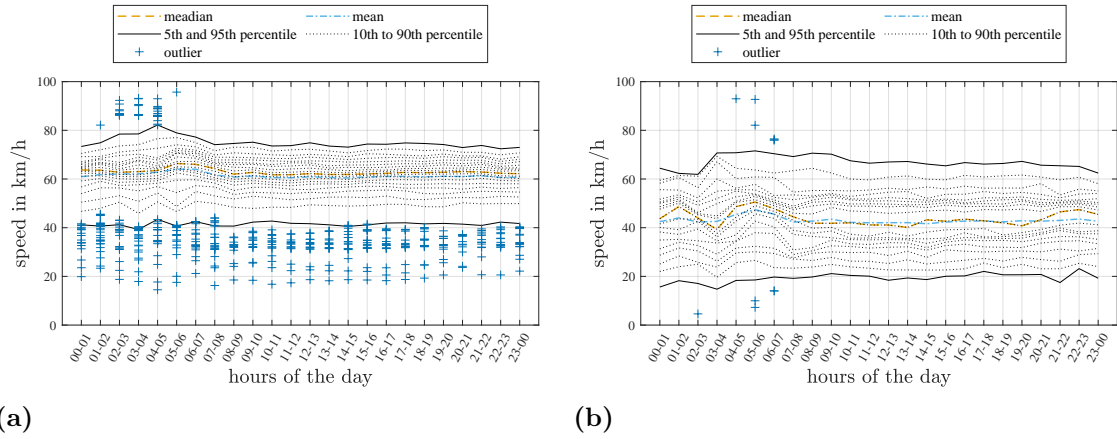 meadian mean
5th and 95th percentile 10th to 90th percentile
outlier
100
80
60
40
20
0
speed in km/h
00-01 01-02 02-03 03-04 04-05 05-06 06-07 07-08 08-09 09-10 10-11 11-12 12-13 13-14 14-15 15-16 16-17 17-18 18-19 19-20 20-21 21-22 22-23 23-00
hours of the day
(a)
meadian mean
5th and 95th percentile 10th to 90th percentile
outlier
100
80
60
40
20
0
speed in km/h
00-01 01-02 02-03 03-04 04-05 05-06 06-07 07-08 08-09 09-10 10-11 11-12 12-13 13-14 14-15 15-16 16-17 17-18 18-19 19-20 20-21 21-22 22-23 23-00
hours of the day
(b)